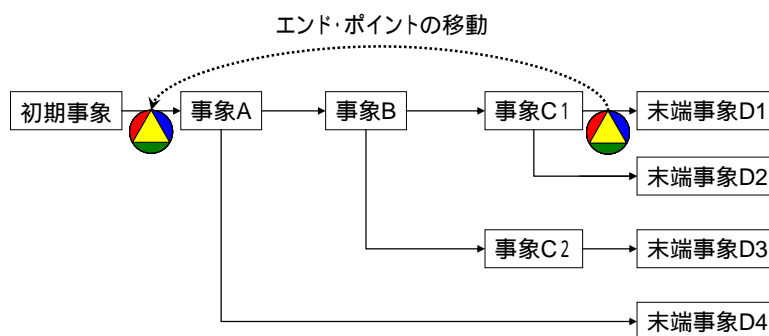 エンド・ポイントの移動
初期事象
事象A
事象B
事象C1
末端事象D1
末端事象D2
事象C2
末端事象D3
末端事象D4